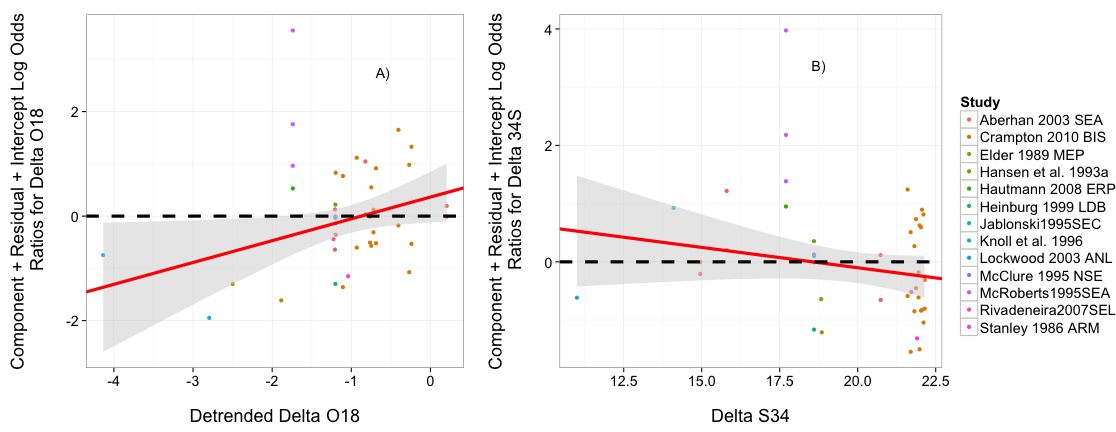 Component + Residual + Intercept Log Odds
Ratios for Delta O18
A)
2
0
-2
-4
-3
-2
-1
0
Detrended Delta O18
Component + Residual + Intercept Log Odds
Ratios for Delta 34S
B)
4
2
0
12.5
15.0
17.5
20.0
22.5
Delta S34
Study
Aberhan 2003 SEA
Crampton 2010 BIS
Elder 1989 MEP
Hansen et al. 1993a
Hautmann 2008 ERP
Heinburg 1999 LDB
Jablonski1995SEC
Knoll et al. 1996
Lockwood 2003 ANL
McClure 1995 NSE
McRoberts1995SEA
Rivadeneira2007SEL
Stanley 1986 ARM